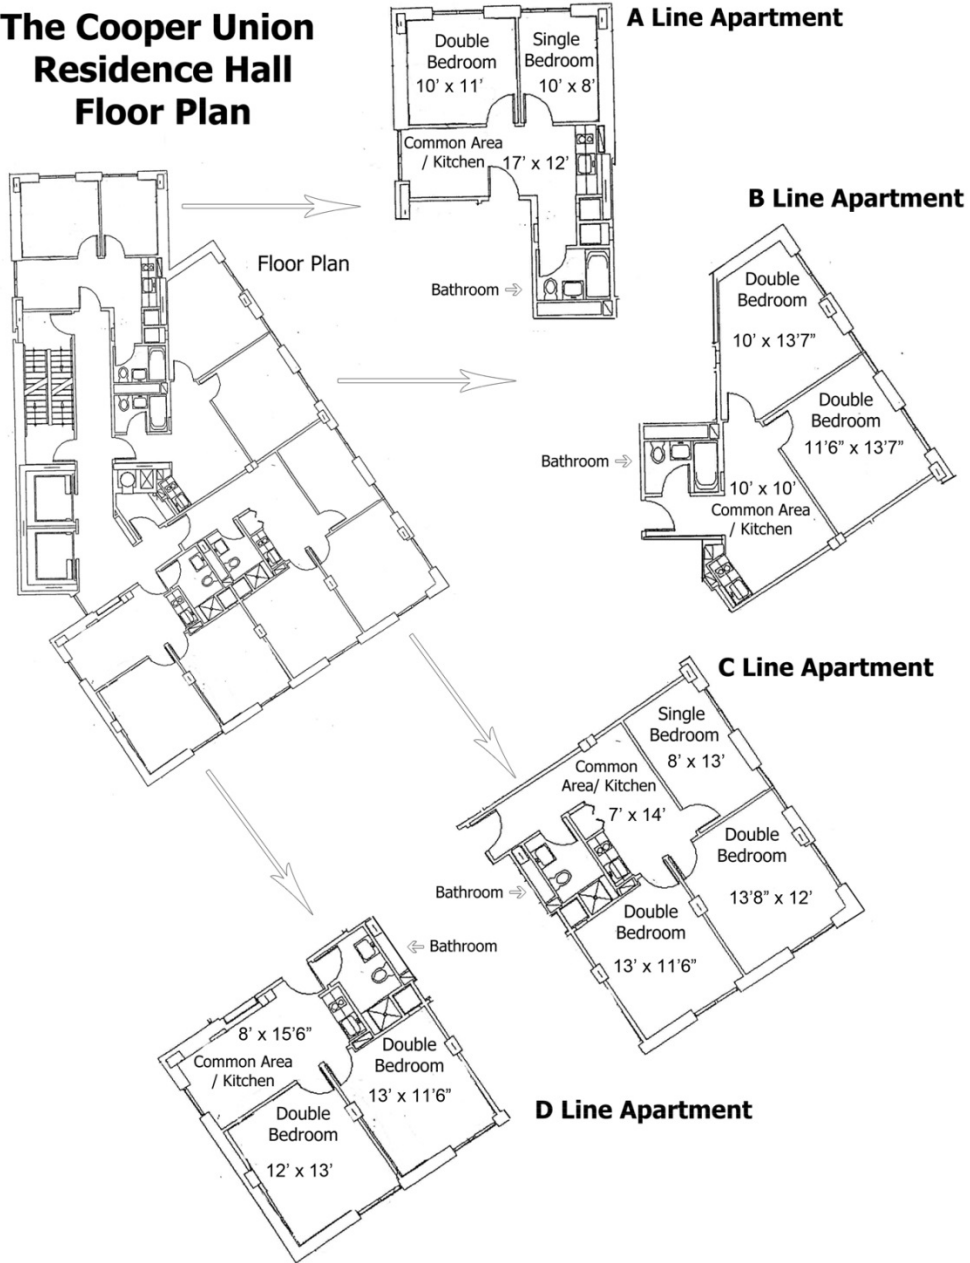 The Cooper Union
Residence Hall
Floor Plan
A Line Apartment
Double
Bedroom
10' x 11'
Single
Bedroom
10' x 8'
Common Area
/ Kitchen
17' x 12'
Bathroom
Floor Plan
B Line Apartment
Double
Bedroom
10' x 13'7"
Double
Bedroom
11'6" x 13'7"
Bathroom
10' x 10'
Common Area
/ Kitchen
C Line Apartment
Single
Bedroom
8' x 13'
Common
Area/ Kitchen
7' x 14'
Double
Bedroom
13'8" x 12'
Bathroom
Double
Bedroom
13' x 11'6"
Bathroom
8' x 15'6"
Common Area
/ Kitchen
Double
Bedroom
13' x 11'6"
Double
Bedroom
12' x 13'
D Line Apartment